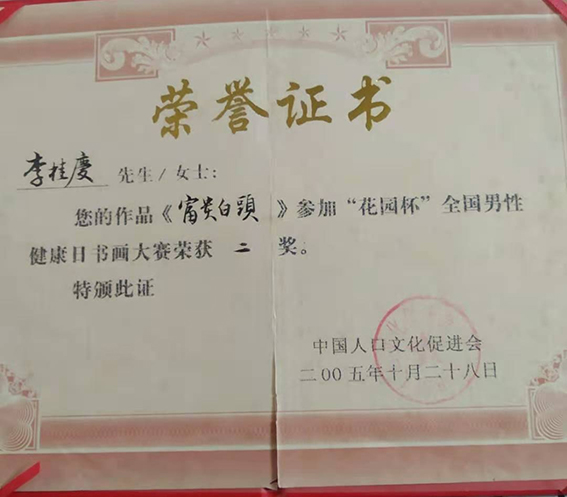 荣誉证书
李桂庆 先生/女士:
您的作品《富贵白頭》参加“花园杯”全国男性
健康日书画大赛荣获 二 奖。
特颁此证
中国人口文化促进会
二00五年十月二十八日